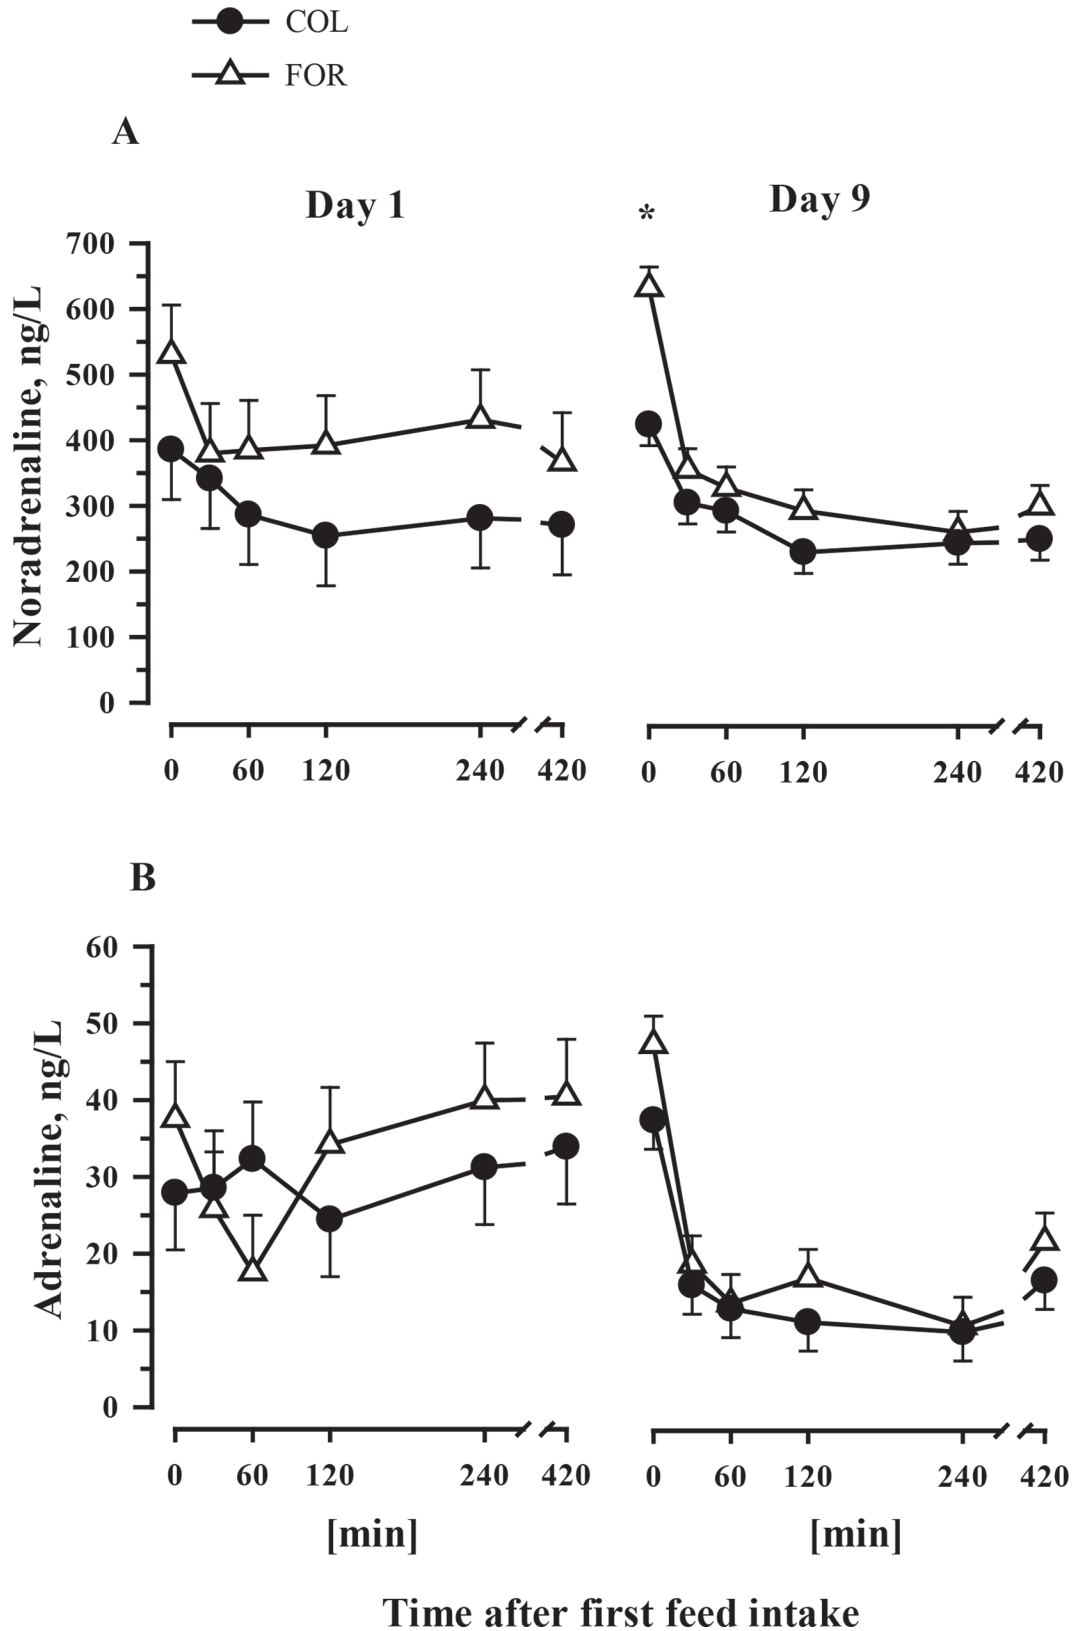 COL
FOR
A
Day 1
* Day 9
Noradrenaline, ng/L
700
600
500
400
300
200
100
0
0 60 120 240 420
0 60 120 240 420
B
Adrenaline, ng/L
60
50
40
30
20
10
0
0 60 120 240 420
0 60 120 240 420
[min] [min]
Time after first feed intake